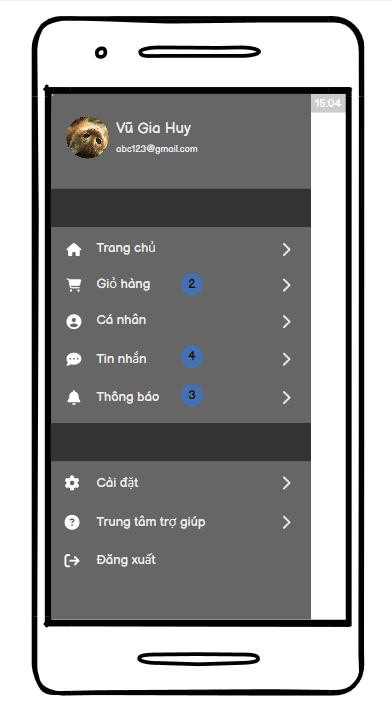 15:04
Vũ Gia Huy
abc123@gmail.com
Trang chủ
Giỏ hàng 2
Cá nhân
Tin nhắn 4
Thông báo 3
Cài đặt
Trung tâm trợ giúp
Đăng xuất